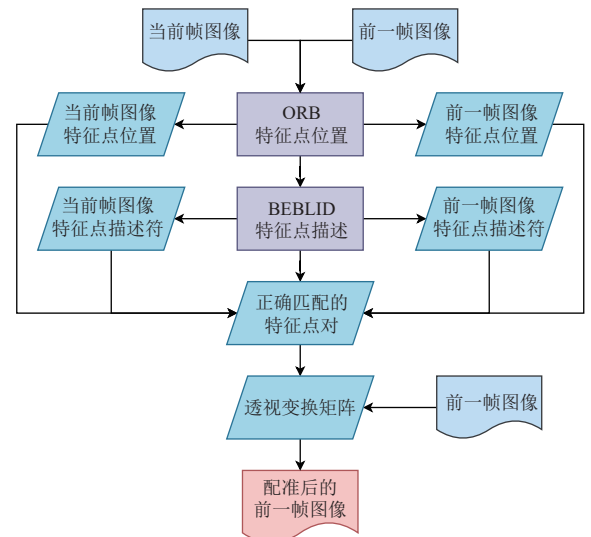 当前帧图像
前一帧图像
当前帧图像
特征点位置
ORB
特征点位置
前一帧图像
特征点位置
当前帧图像
特征点描述符
BEBLID
特征点描述
前一帧图像
特征点描述符
正确匹配的
特征点对
透视变换矩阵
前一帧图像
配准后的
前一帧图像